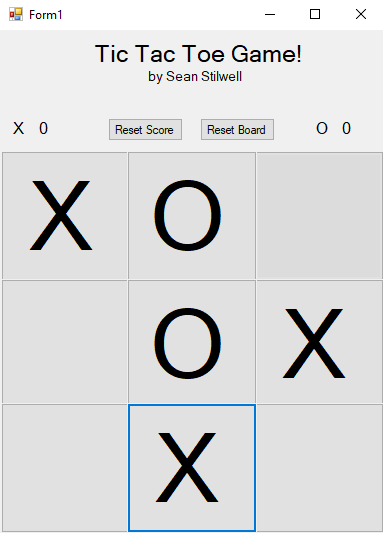 Form1
Tic Tac Toe Game!
by Sean Stilwell
X 0 Reset Score Reset Board O 0
X O
O X
X